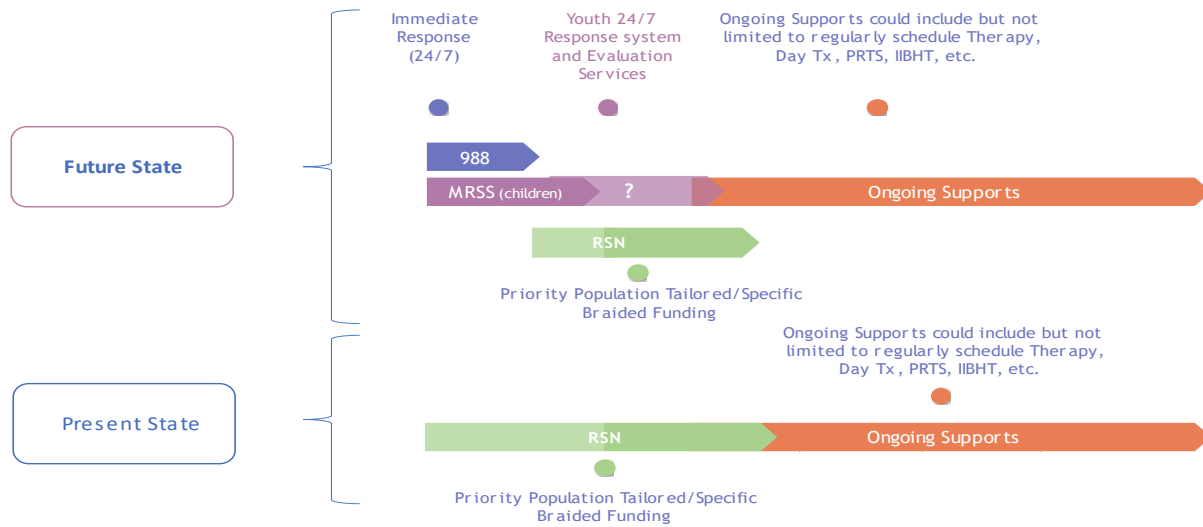 Immediate
Response
(24/7)
Youth 24/7
Response system
and Evaluation
Services
Ongoing Supports could include but not
limited to regularly schedule Therapy,
Day Tx, PRTS, IIBHT, etc.
Future State
988
MRSS (children)
?
Ongoing Supports
RSN
Priority Population Tailored/Specific
Braided Funding
Ongoing Supports could include but not
limited to regularly schedule Therapy,
Day Tx, PRTS, IIBHT, etc.
Present State
RSN
Ongoing Supports
Priority Population Tailored/Specific
Braided Funding